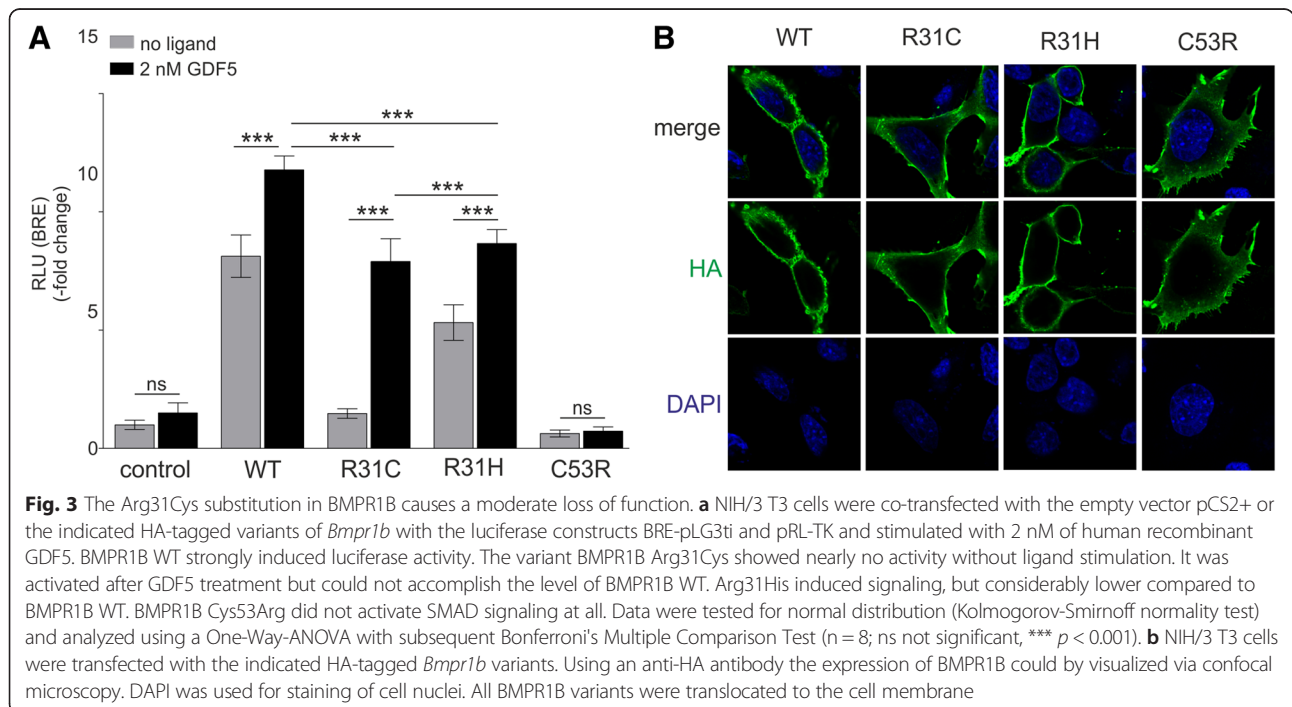 A
15
no ligand
2 nM GDF5
***
***
***
***
***
***
10
RLU (BRE)
(-fold change)
5
ns
ns
0
control WT R31C R31H C53R
B
WT R31C R31H C53R
merge
HA
DAPI
Fig. 3 The Arg31Cys substitution in BMPR1B causes a moderate loss of function. a NIH/3 T3 cells were co-transfected with the empty vector pCS2+ or
the indicated HA-tagged variants of Bmpr1b with the luciferase constructs BRE-pLG3ti and pRL-TK and stimulated with 2 nM of human recombinant
GDF5. BMPR1B WT strongly induced luciferase activity. The variant BMPR1B Arg31Cys showed nearly no activity without ligand stimulation. It was
activated after GDF5 treatment but could not accomplish the level of BMPR1B WT. Arg31His induced signaling, but considerably lower compared to
BMPR1B WT. BMPR1B Cys53Arg did not activate SMAD signaling at all. Data were tested for normal distribution (Kolmogorov-Smirnoff normality test)
and analyzed using a One-Way-ANOVA with subsequent Bonferroni's Multiple Comparison Test (n = 8; ns not significant, *** p < 0.001). b NIH/3 T3 cells
were transfected with the indicated HA-tagged Bmpr1b variants. Using an anti-HA antibody the expression of BMPR1B could by visualized via confocal
microscopy. DAPI was used for staining of cell nuclei. All BMPR1B variants were translocated to the cell membrane